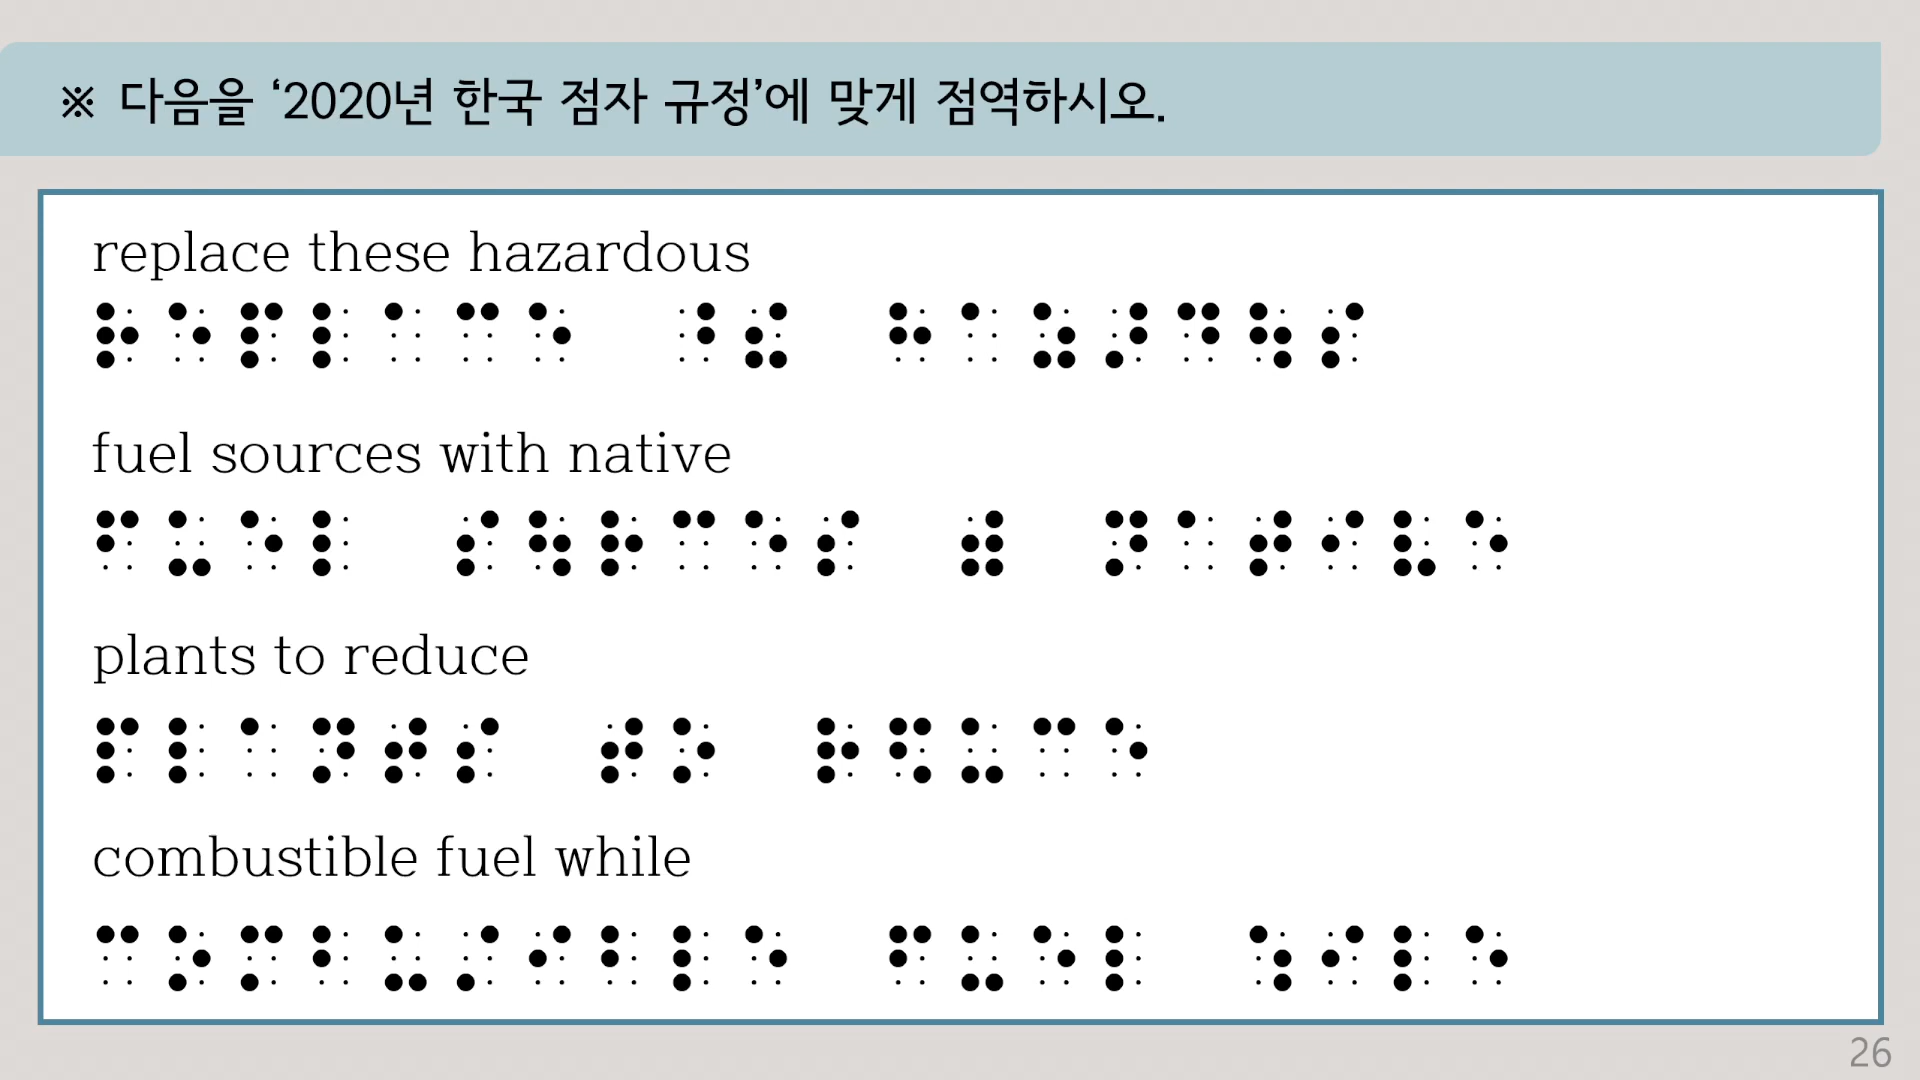 ※ 다음을 ‘2020년 한국 점자 규정’에 맞게 점역하시오.
replace these hazardous
⠗⠑⠏⠇⠁⠉⠑ ⠘⠮ ⠓⠁⠵⠜⠙⠳⠎
fuel sources with native
⠋⠥⠑⠇ ⠎⠳⠗⠉⠑⠎ ⠾ ⠝⠁⠞⠊⠧⠑
plants to reduce
⠏⠇⠁⠝⠞⠎ ⠞⠕ ⠗⠫⠥⠉⠑
combustible fuel while
⠉⠕⠍⠃⠥⠌⠊⠃⠇⠑ ⠋⠥⠑⠇ ⠱⠊⠇⠑
26